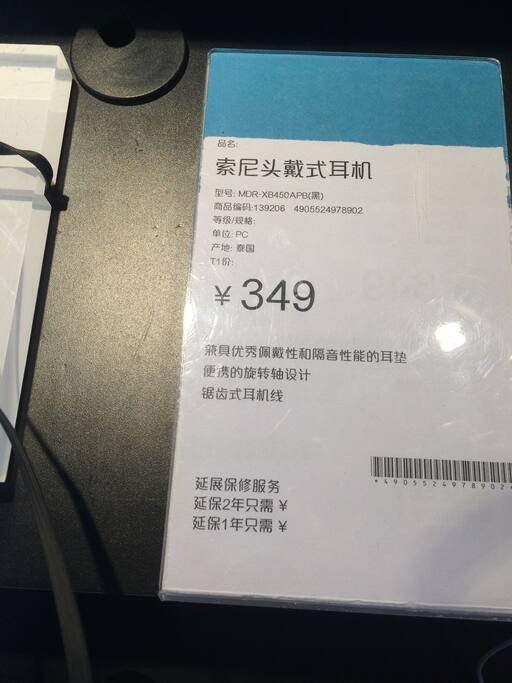 品名:
索尼头戴式耳机
型号: MDR-XB450APB(黑)
商品编码:139206 4905524978902
等级/规格:
单位: PC
产地: 泰国
T1价:
¥ 349
兼具优秀佩戴性和隔音性能的耳垫
便携的旋转轴设计
锯齿式耳机线
*4905524978902*
延展保修服务
延保2年只需 ¥
延保1年只需 ¥